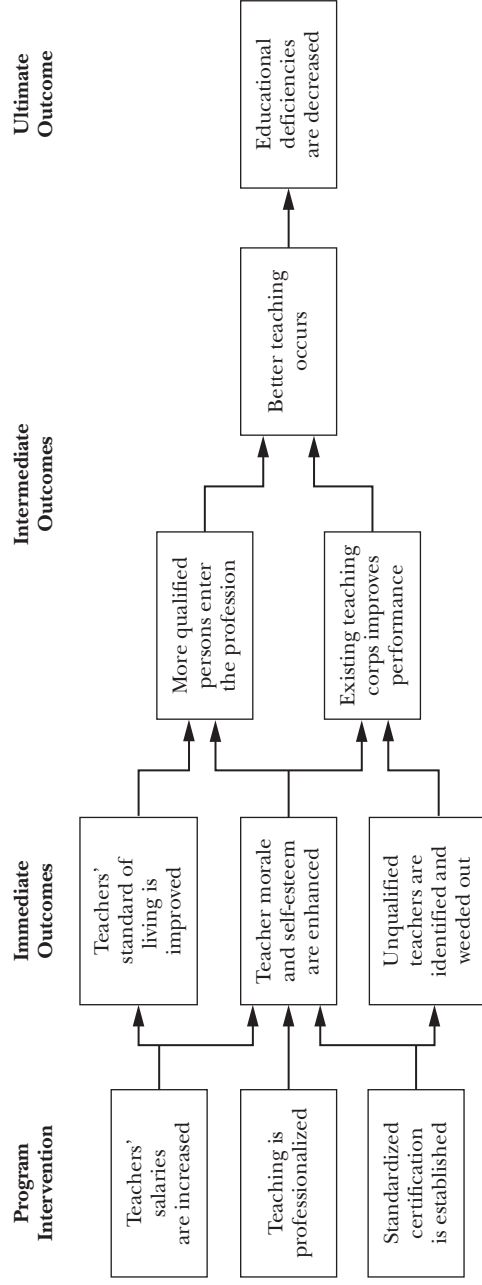 Program
Intervention
Immediate
Outcomes
Intermediate
Outcomes
Ultimate
Outcome
Teachers'
salaries
are increased
Teaching is
professionalized
Standardized
certification
is established
Teachers'
standard of
living is
improved
Teacher morale
and self-esteem
are enhanced
Unqualified
teachers are
identified and
weeded out
More qualified
persons enter
the profession
Existing teaching
corps improves
performance
Better teaching
occurs
Educational
deficiencies
are decreased